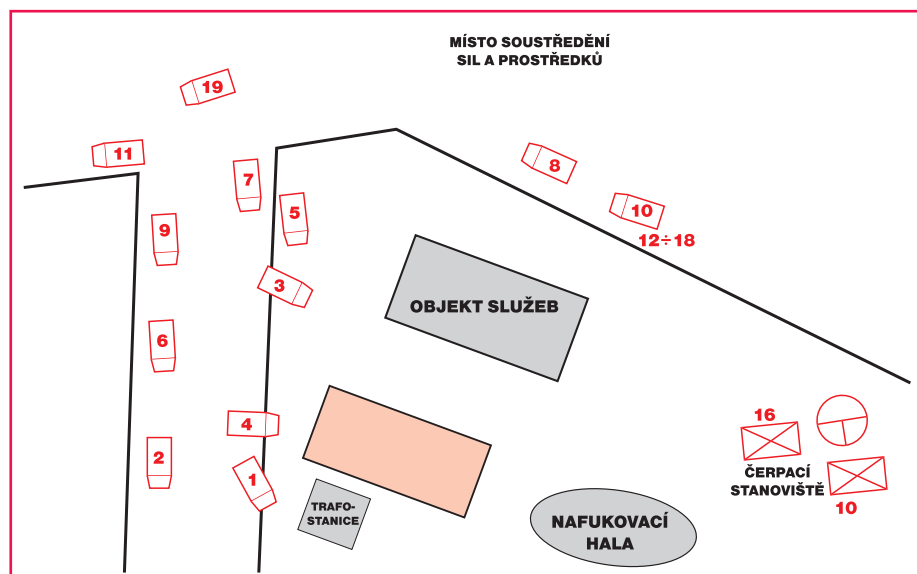 MÍSTO SOUSTŘEDĚNÍ
SIL A PROSTŘEDKŮ
19
11
7
8
5
10
9
12÷18
3
OBJEKT SLUŽEB
6
4
16
2
1
ČERPACÍ
STANOVIŠTĚ
10
TRAFO-
STANICE
NAFUKOVACÍ
HALA